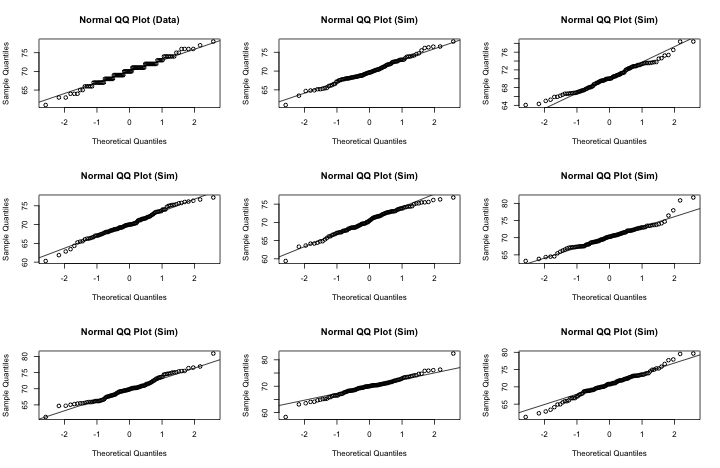 Normal QQ Plot (Data)
Sample Quantiles
65 70 75
-2 -1 0 1 2
Theoretical Quantiles
Normal QQ Plot (Sim)
Sample Quantiles
65 70 75
-2 -1 0 1 2
Theoretical Quantiles
Normal QQ Plot (Sim)
Sample Quantiles
64 68 72 76
-2 -1 0 1 2
Theoretical Quantiles
Normal QQ Plot (Sim)
Sample Quantiles
60 65 70 75
-2 -1 0 1 2
Theoretical Quantiles
Normal QQ Plot (Sim)
Sample Quantiles
60 65 70 75
-2 -1 0 1 2
Theoretical Quantiles
Normal QQ Plot (Sim)
Sample Quantiles
65 70 75 80
-2 -1 0 1 2
Theoretical Quantiles
Normal QQ Plot (Sim)
Sample Quantiles
65 70 75 80
-2 -1 0 1 2
Theoretical Quantiles
Normal QQ Plot (Sim)
Sample Quantiles
60 70 80
-2 -1 0 1 2
Theoretical Quantiles
Normal QQ Plot (Sim)
Sample Quantiles
65 70 75 80
-2 -1 0 1 2
Theoretical Quantiles